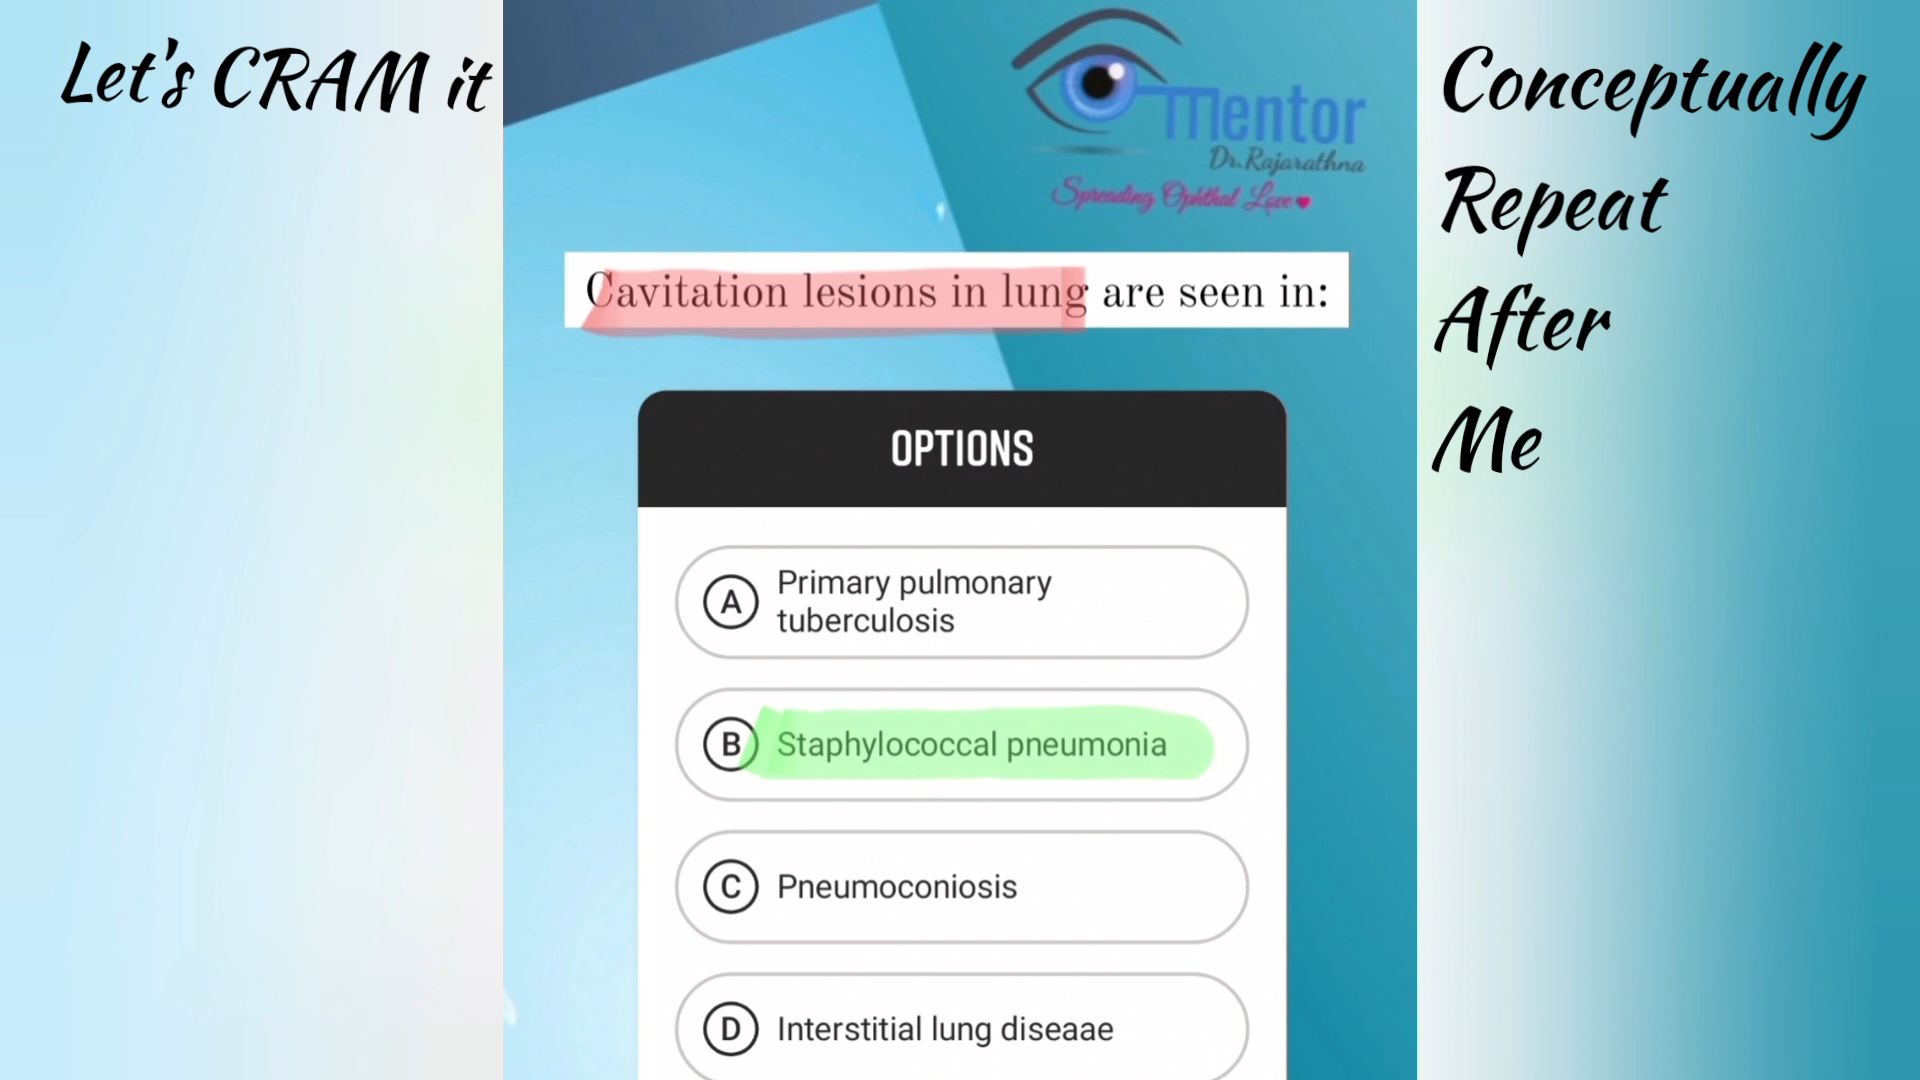 Let's CRAM it
Conceptually
Repeat
After
Me
mentor
Dr.Rajarathna
Spreading Ophthal Love
Cavitation lesions in lung are seen in:
OPTIONS
A Primary pulmonary
tuberculosis
B Staphylococcal pneumonia
C Pneumoconiosis
D Interstitial lung diseaae